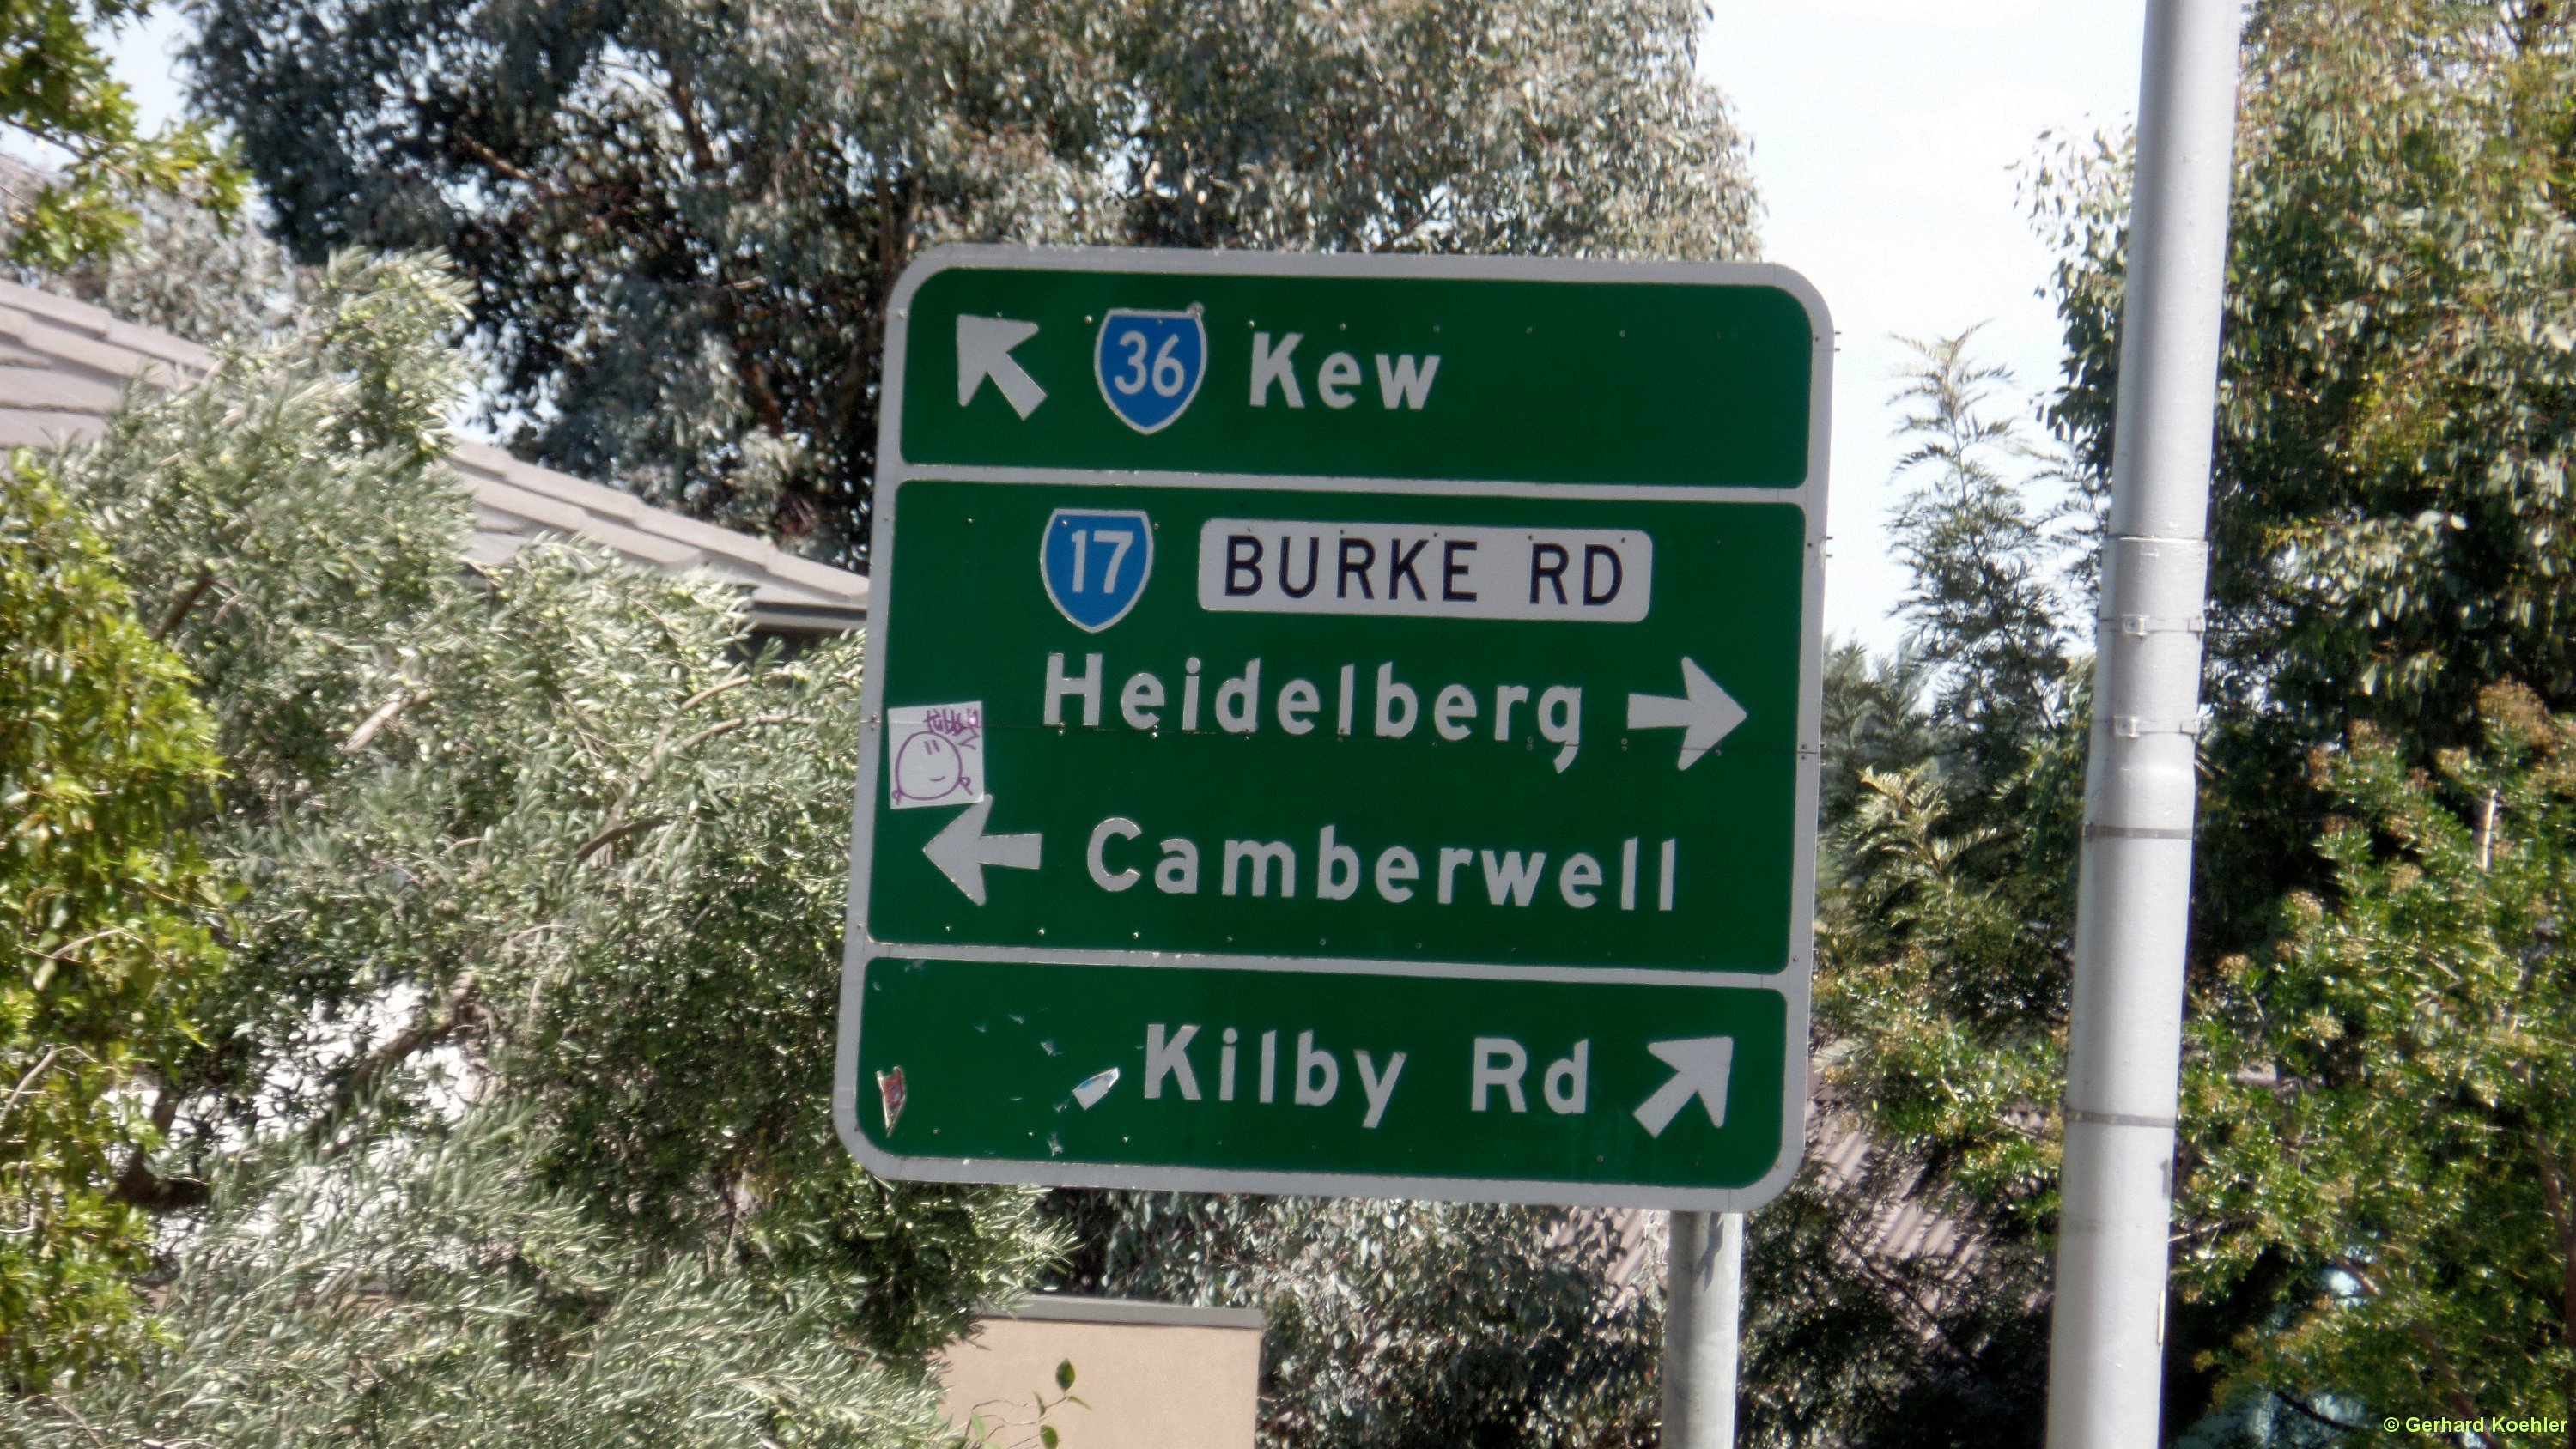 36 Kew
17 BURKE RD
Heidelberg
Camberwell
Kilby Rd
© Gerhard Koehler